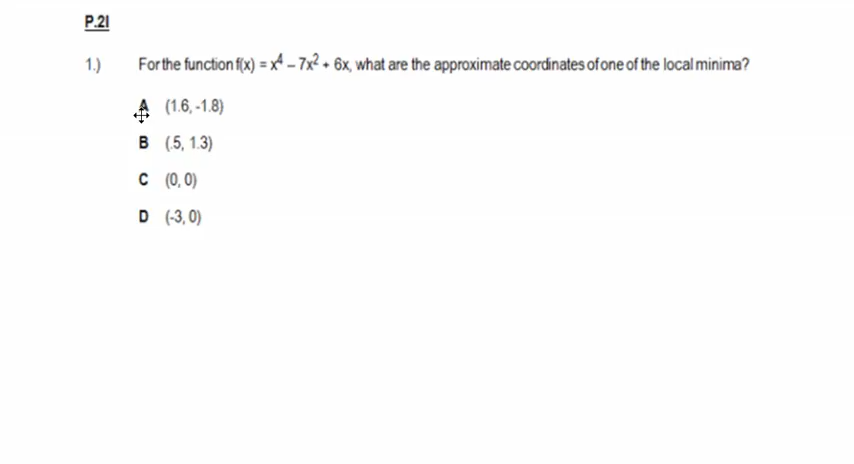 P.2I
1.) For the function f(x) = x⁴ – 7x² + 6x, what are the approximate coordinates of one of the local minima?
A (1.6, -1.8)
B (.5, 1.3)
C (0, 0)
D (-3, 0)